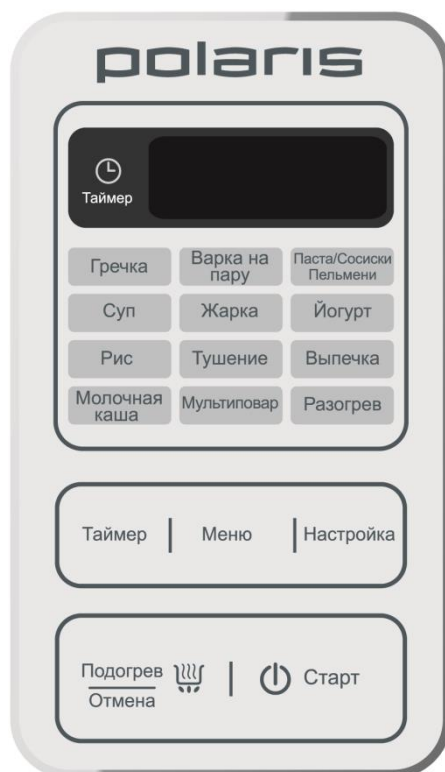 polaris
Таймер
Гречка
Варка на
пару
Паста/Сосиски
Пельмени
Суп
Жарка
Йогурт
Рис
Тушение
Выпечка
Молочная
каша
Мультиповар
Разогрев
Таймер
Меню
Настройка
Подогрев
Отмена
Старт